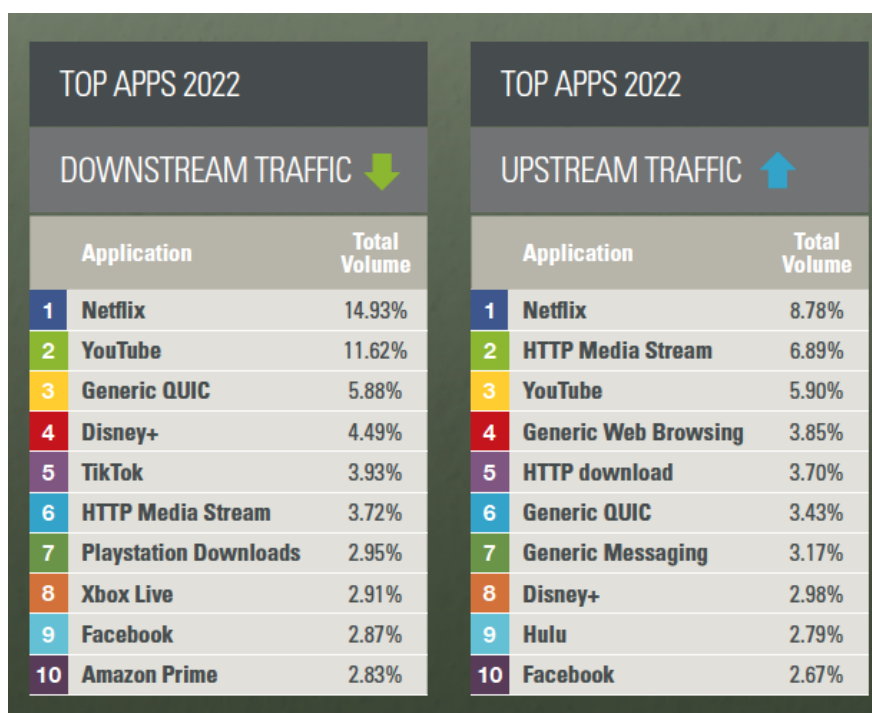 TOP APPS 2022
DOWNSTREAM TRAFFIC
Application Total Volume
1 Netflix 14.93%
2 YouTube 11.62%
3 Generic QUIC 5.88%
4 Disney+ 4.49%
5 TikTok 3.93%
6 HTTP Media Stream 3.72%
7 Playstation Downloads 2.95%
8 Xbox Live 2.91%
9 Facebook 2.87%
10 Amazon Prime 2.83%
TOP APPS 2022
UPSTREAM TRAFFIC
Application Total Volume
1 Netflix 8.78%
2 HTTP Media Stream 6.89%
3 YouTube 5.90%
4 Generic Web Browsing 3.85%
5 HTTP download 3.70%
6 Generic QUIC 3.43%
7 Generic Messaging 3.17%
8 Disney+ 2.98%
9 Hulu 2.79%
10 Facebook 2.67%